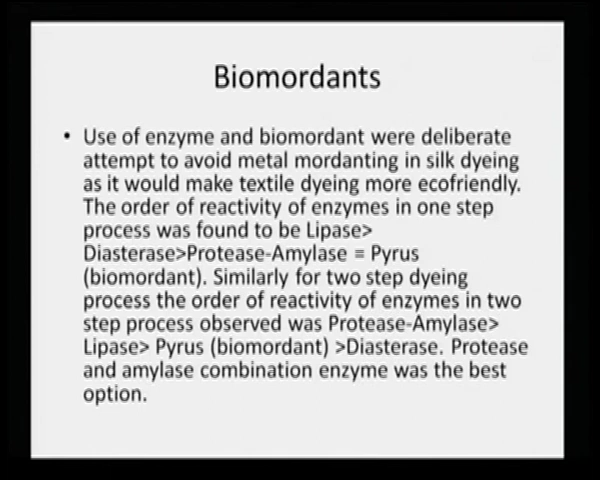 Biomordants
• Use of enzyme and biomordant were deliberate
attempt to avoid metal mordanting in silk dyeing
as it would make textile dyeing more ecofriendly.
The order of reactivity of enzymes in one step
process was found to be Lipase>
Diasterase>Protease-Amylase = Pyrus
(biomordant). Similarly for two step dyeing
process the order of reactivity of enzymes in two
step process observed was Protease-Amylase>
Lipase> Pyrus (biomordant) >Diasterase. Protease
and amylase combination enzyme was the best
option.